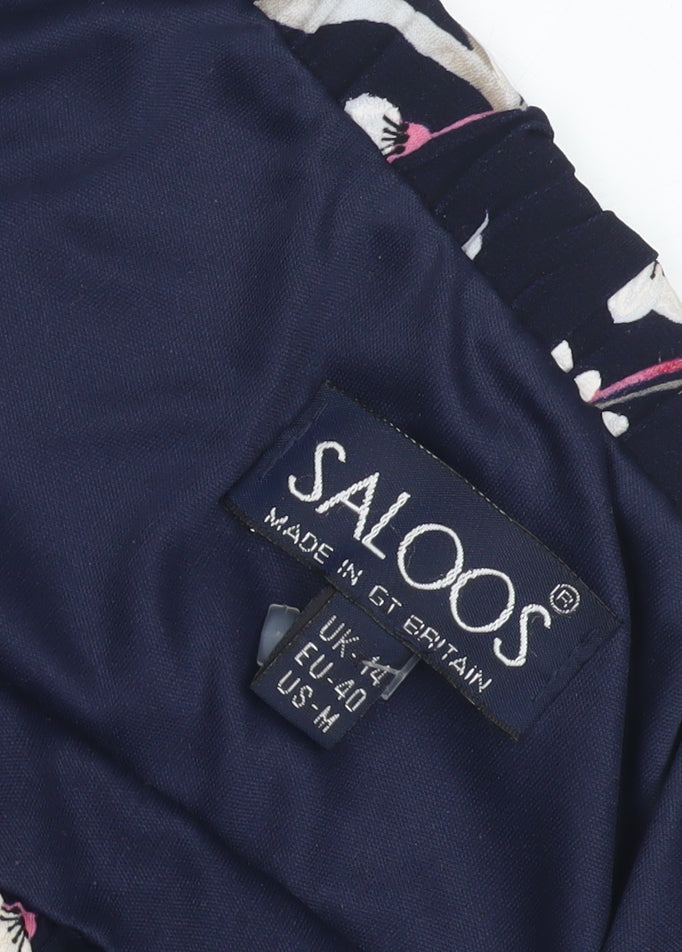 SALOOS®
MADE IN GT BRITAIN
UK-14
EU-40
US-M